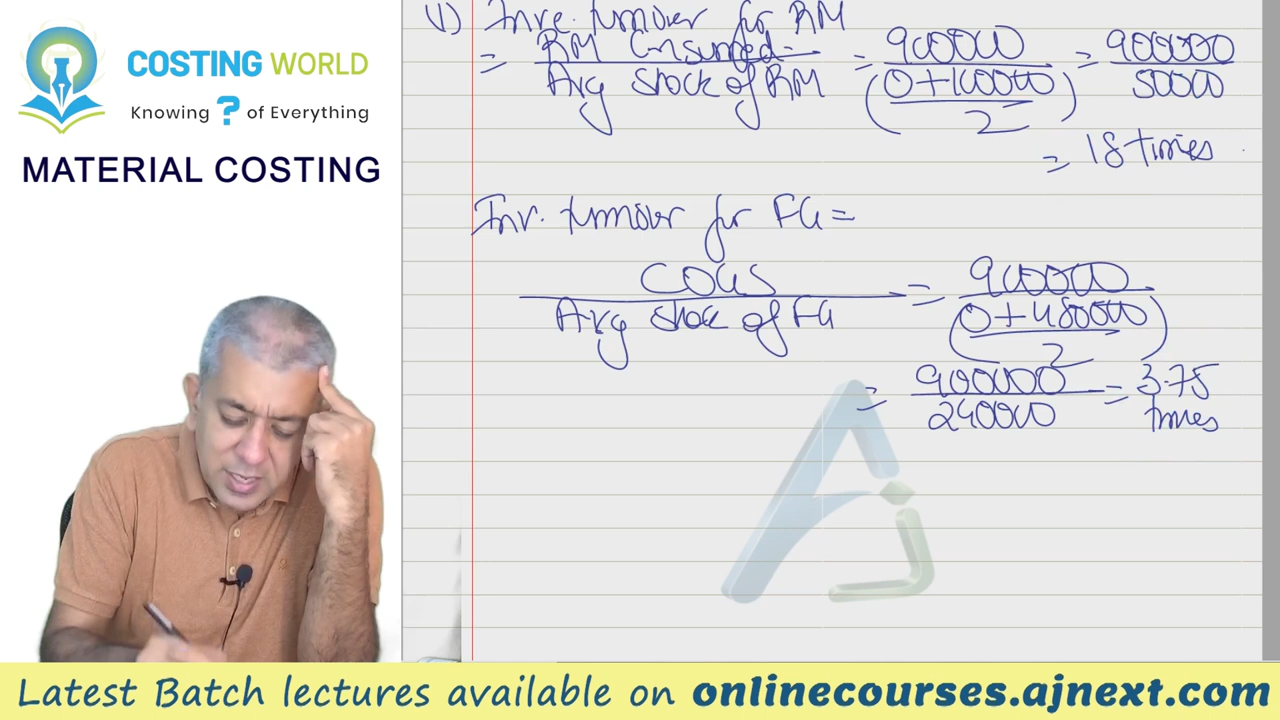 COSTING WORLD
Knowing ? of Everything
MATERIAL COSTING
(1) Inve. turnover for RM
= RM Consumed / Avg stock of RM = 900000 / ((0+100000) / 2) = 900000 / 50000
= 18 times
Inv. turnover for FG =
COGS / Avg stock of FG = 900000 / ((0+480000) / 2)
= 900000 / 240000 = 3.75 times
Latest Batch lectures available on onlinecourses.ajnext.com